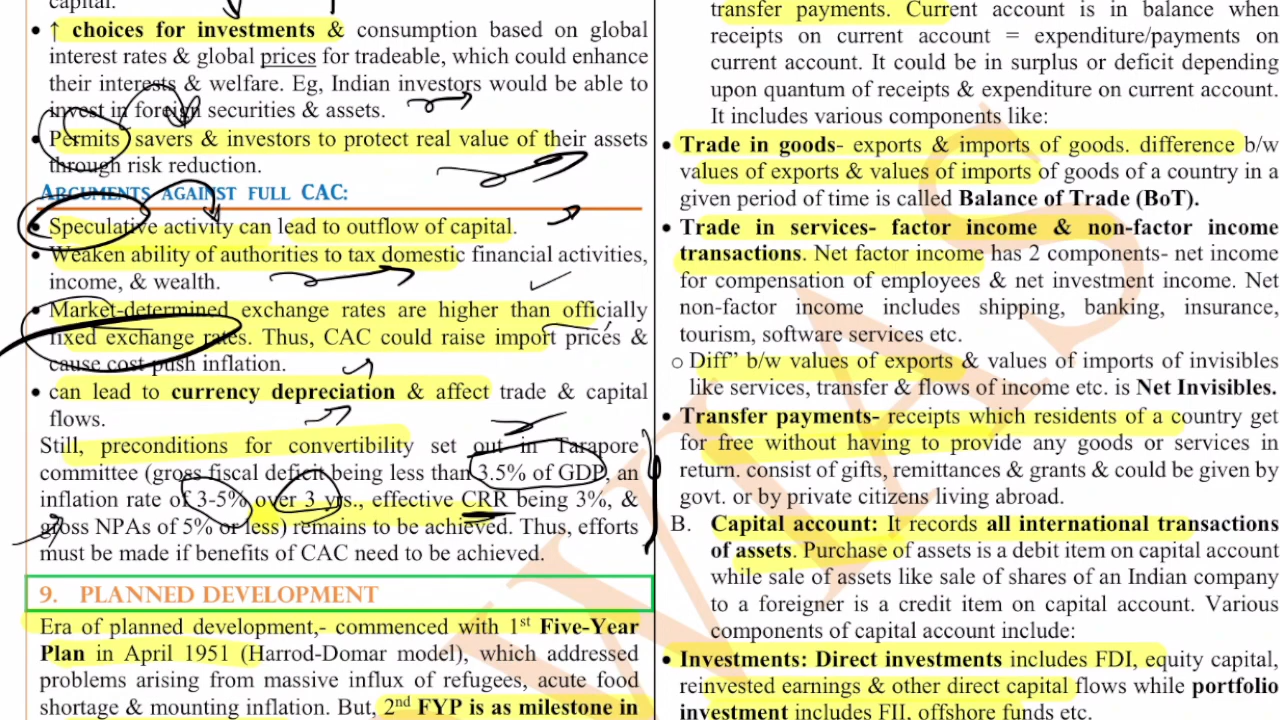 capital.
• ↑ choices for investments & consumption based on global
interest rates & global prices for tradeable, which could enhance
their interests & welfare. Eg, Indian investors would be able to
invest in foreign securities & assets.
• Permits savers & investors to protect real value of their assets
through risk reduction.
ARGUMENTS AGAINST FULL CAC:
• Speculative activity can lead to outflow of capital.
• Weaken ability of authorities to tax domestic financial activities,
income, & wealth.
• Market-determined exchange rates are higher than officially
fixed exchange rates. Thus, CAC could raise import prices &
cause cost-push inflation.
• can lead to currency depreciation & affect trade & capital
flows.
Still, preconditions for convertibility set out in Tarapore
committee (gross fiscal deficit being less than 3.5% of GDP, an
inflation rate of 3-5% over 3 yrs., effective CRR being 3%, &
gross NPAs of 5% or less) remains to be achieved. Thus, efforts
must be made if benefits of CAC need to be achieved.
9. PLANNED DEVELOPMENT
Era of planned development,- commenced with 1st Five-Year
Plan in April 1951 (Harrod-Domar model), which addressed
problems arising from massive influx of refugees, acute food
shortage & mounting inflation. But, 2nd FYP is as milestone in
transfer payments. Current account is in balance when
receipts on current account = expenditure/payments on
current account. It could be in surplus or deficit depending
upon quantum of receipts & expenditure on current account.
It includes various components like:
• Trade in goods- exports & imports of goods. difference b/w
values of exports & values of imports of goods of a country in a
given period of time is called Balance of Trade (BoT).
• Trade in services- factor income & non-factor income
transactions. Net factor income has 2 components- net income
for compensation of employees & net investment income. Net
non-factor income includes shipping, banking, insurance,
tourism, software services etc.
o Diffn b/w values of exports & values of imports of invisibles
like services, transfer & flows of income etc. is Net Invisibles.
• Transfer payments- receipts which residents of a country get
for free without having to provide any goods or services in
return. consist of gifts, remittances & grants & could be given by
govt. or by private citizens living abroad.
B. Capital account: It records all international transactions
of assets. Purchase of assets is a debit item on capital account
while sale of assets like sale of shares of an Indian company
to a foreigner is a credit item on capital account. Various
components of capital account include:
• Investments: Direct investments includes FDI, equity capital,
reinvested earnings & other direct capital flows while portfolio
investment includes FII, offshore funds etc.